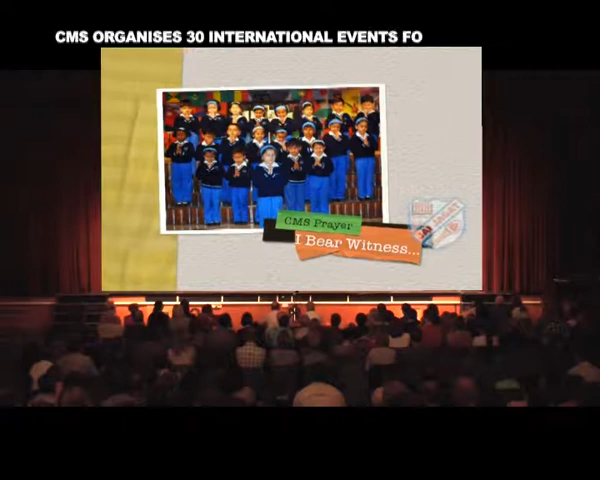 CMS ORGANISES 30 INTERNATIONAL EVENTS FO
CMS Prayer
I Bear Witness...